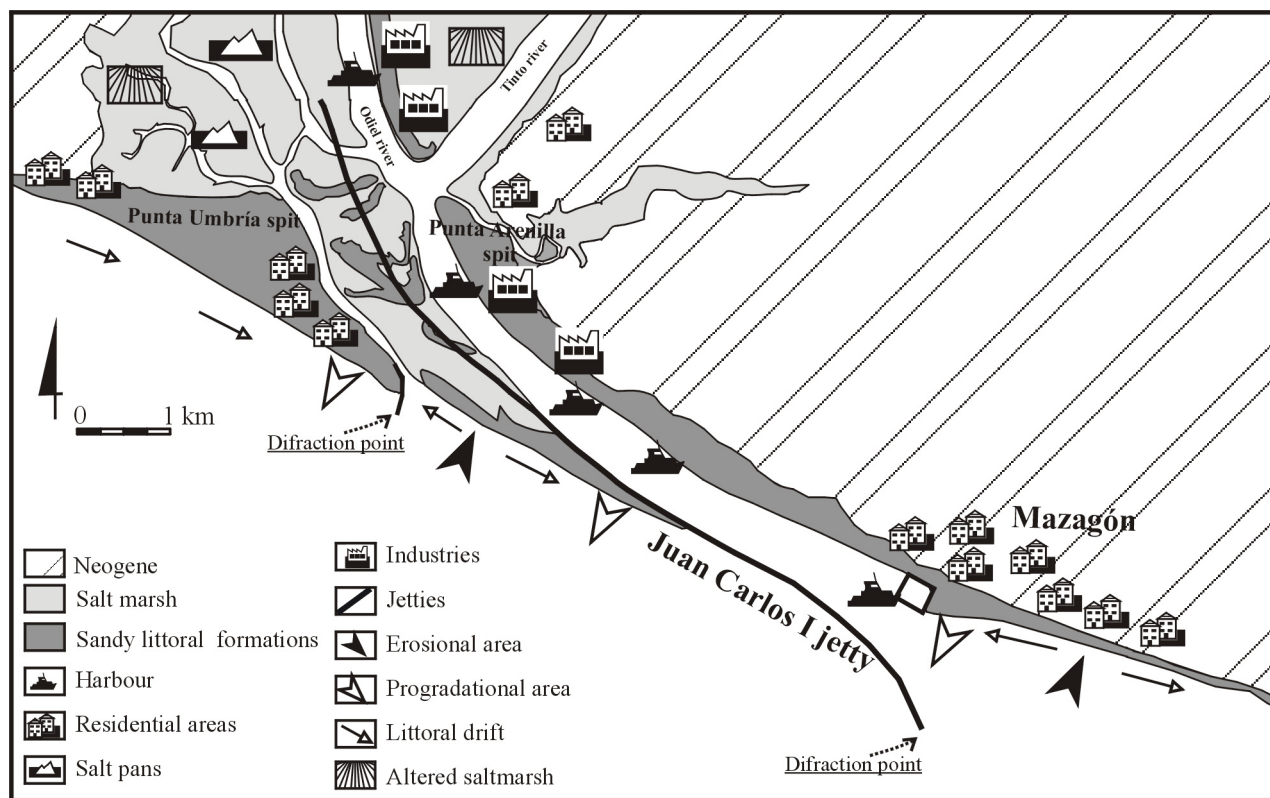 Tinto river
Odiel river
Punta Umbría spit
Punta Arenilla
spit
0 1 km
Difraction point
Mazagón
Juan Carlos I jetty
Difraction point
Neogene
Salt marsh
Sandy littoral formations
Harbour
Residential areas
Salt pans
Industries
Jetties
Erosional area
Progradational area
Littoral drift
Altered saltmarsh